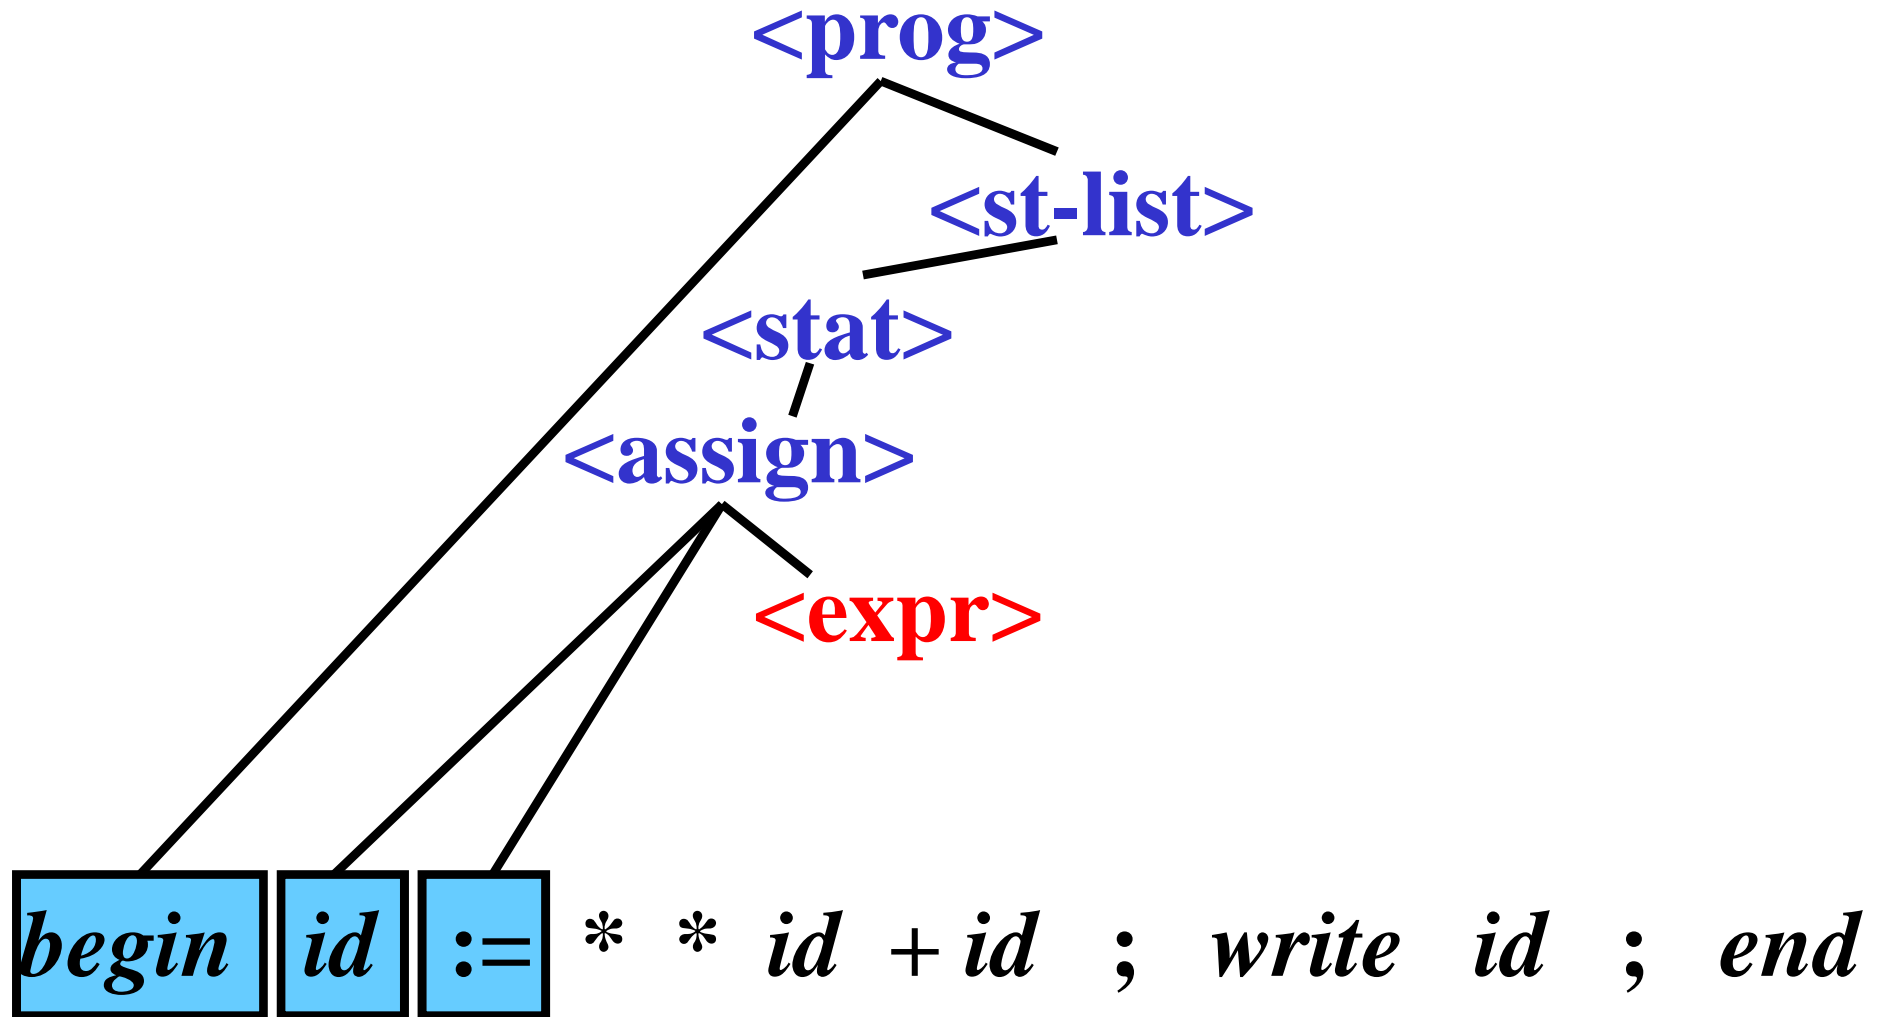 <prog>
<st-list>
<stat>
<assign>
<expr>
begin id := * * id + id ; write id ; end